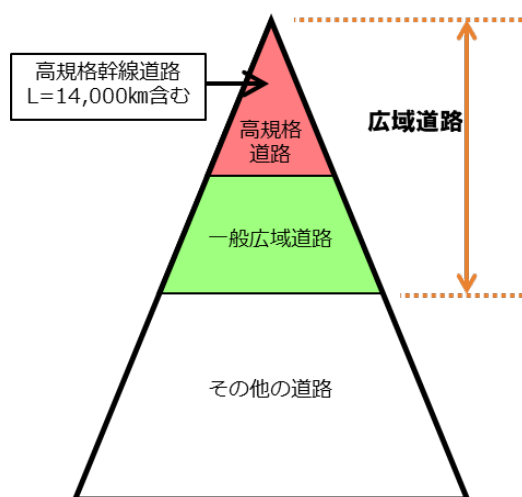 高規格幹線道路
L=14,000㎞含む
高規格
道路
広域道路
一般広域道路
その他の道路